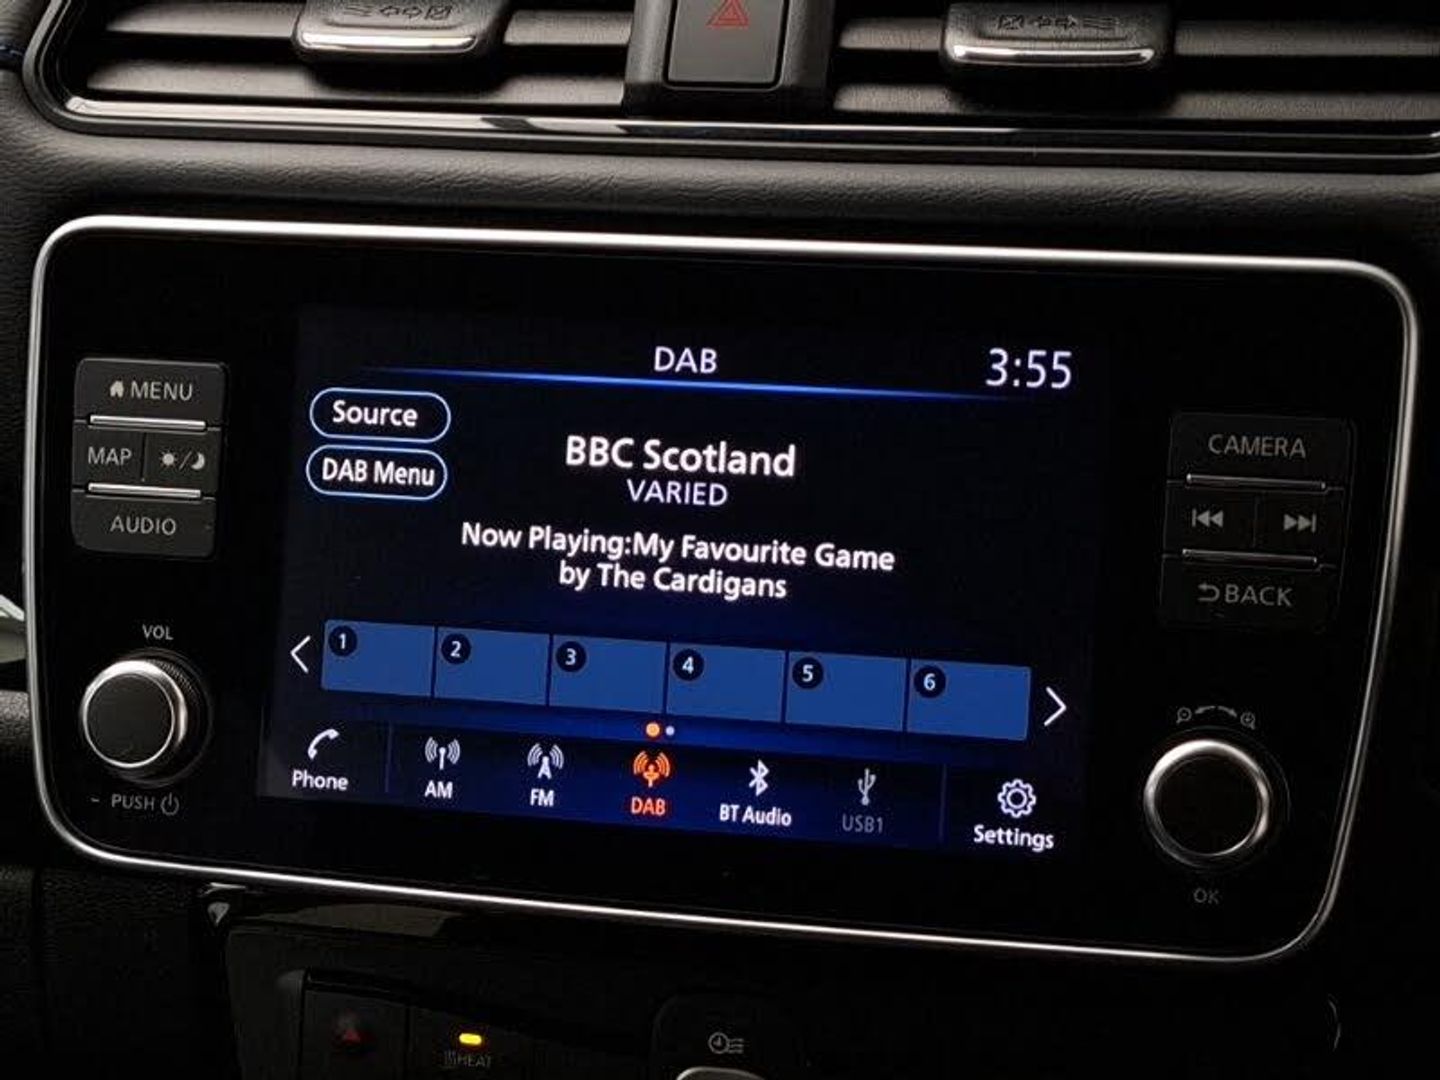 DAB
3:55
MENU
Source
MAP
DAB Menu
AUDIO
BBC Scotland
VARIED
Now Playing:My Favourite Game
by The Cardigans
CAMERA
BACK
VOL
1
2
3
4
5
6
- PUSH
Phone
AM
FM
DAB
BT Audio
USB1
Settings
OK
HEAT